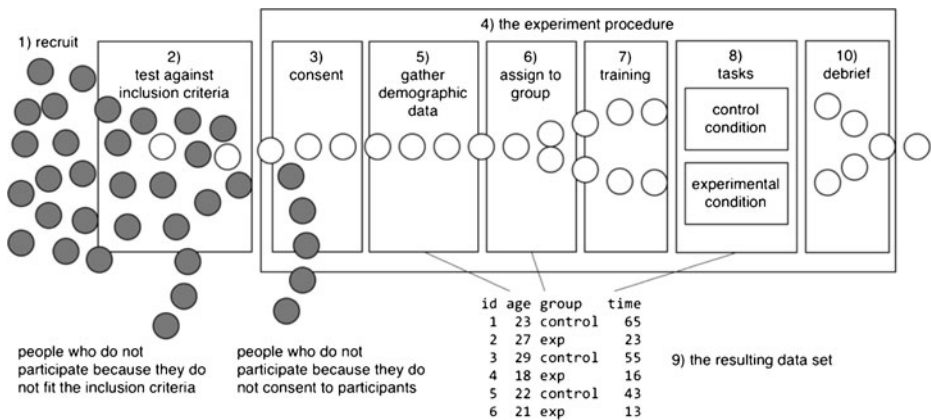 4) the experiment procedure
1) recruit
2)
test against
inclusion criteria
3)
consent
5)
gather
demographic
data
6)
assign to
group
7)
training
8)
tasks
control
condition
experimental
condition
10)
debrief
people who do not
participate because they do
not fit the inclusion criteria
people who do not
participate because they do
not consent to participants
id age group time
1 23 control 65
2 27 exp 23
3 29 control 55
4 18 exp 16
5 22 control 43
6 21 exp 13
9) the resulting data set